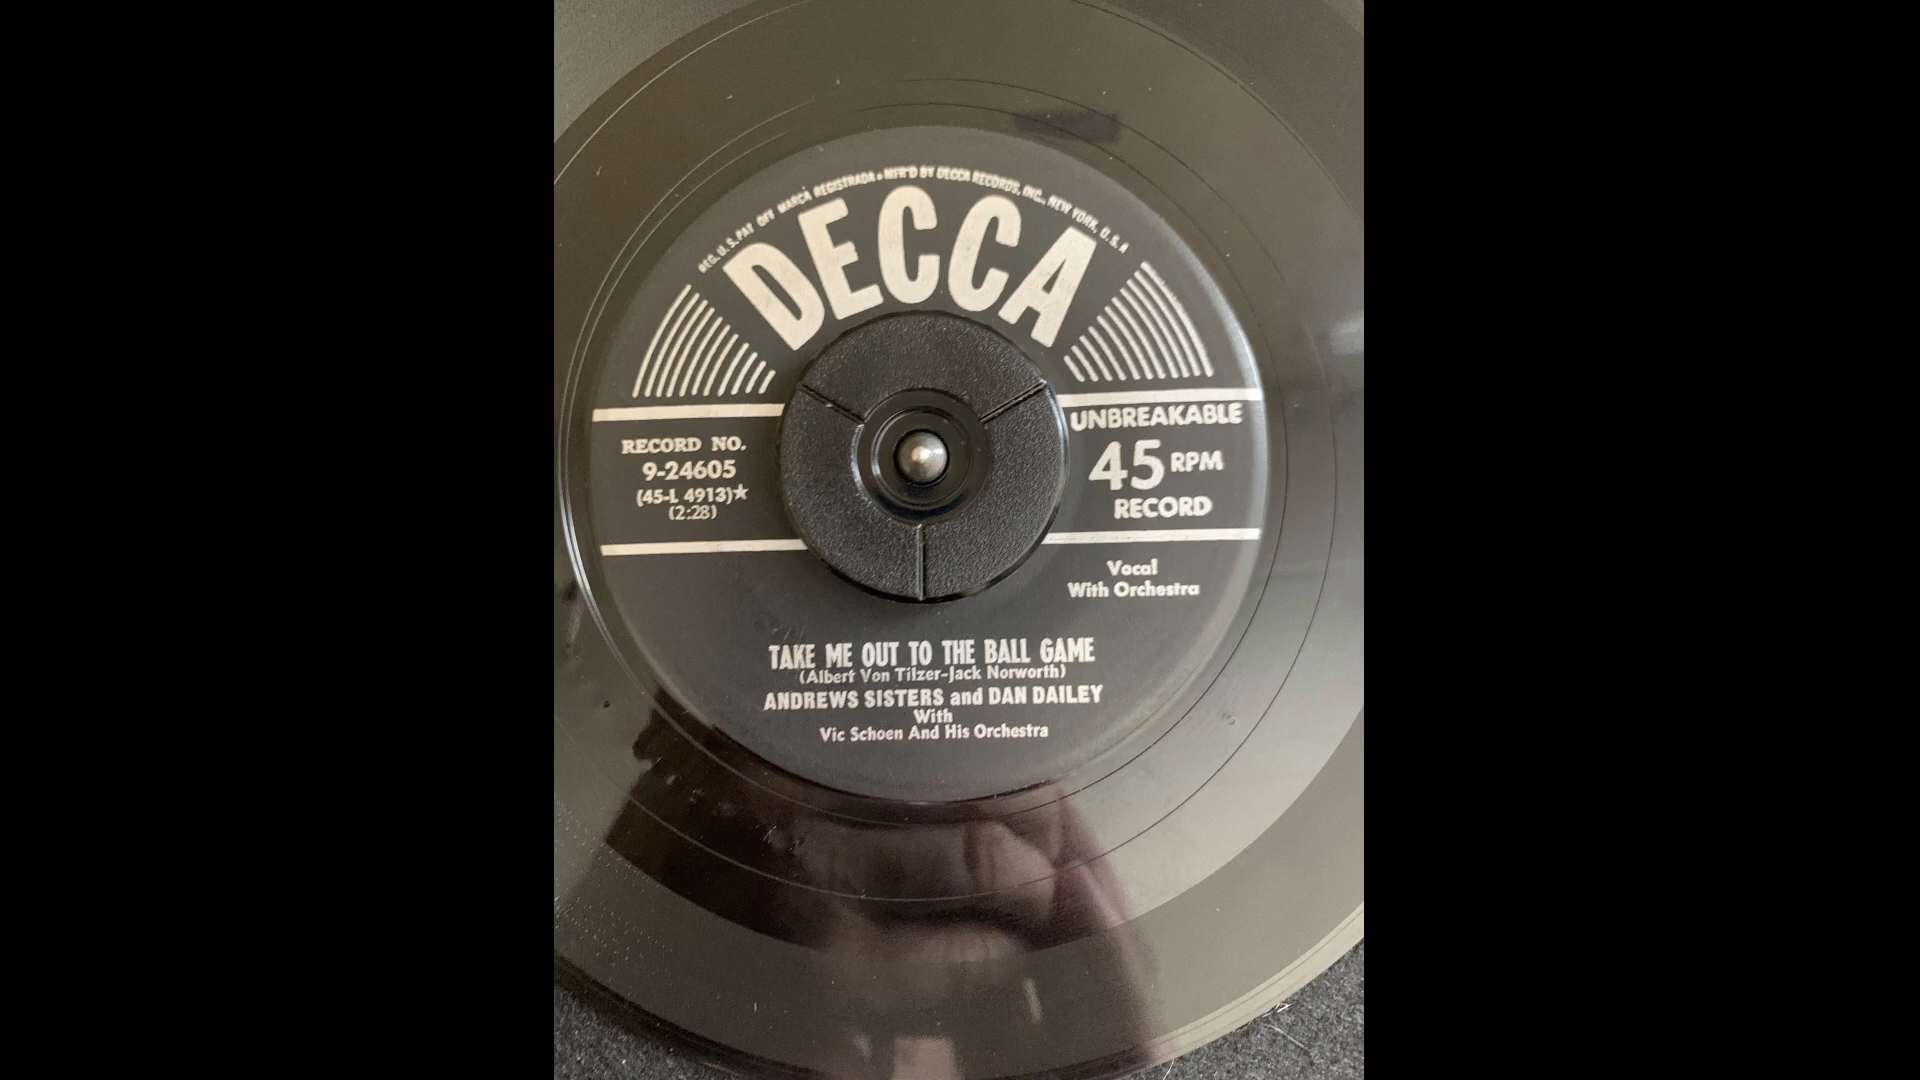 REG. U.S. PAT OFF MARCA REGISTRADA • MFR'D BY DECCA RECORDS, INC., NEW YORK, U.S.A
DECCA
RECORD NO.
9-24605
(45-L 4913)★
(2:28)
UNBREAKABLE
45 RPM
RECORD
Vocal
With Orchestra
TAKE ME OUT TO THE BALL GAME
(Albert Von Tilzer-Jack Norworth)
ANDREWS SISTERS and DAN DAILEY
With
Vic Schoen And His Orchestra